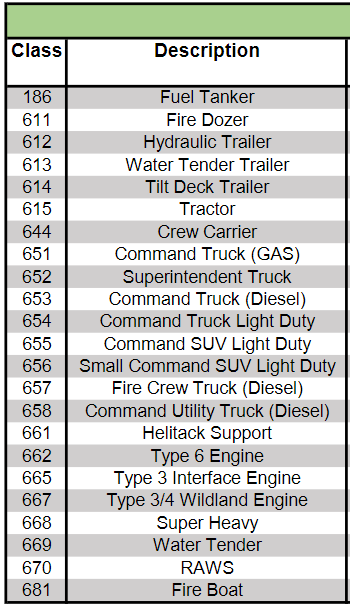 Class Description
186 Fuel Tanker
611 Fire Dozer
612 Hydraulic Trailer
613 Water Tender Trailer
614 Tilt Deck Trailer
615 Tractor
644 Crew Carrier
651 Command Truck (GAS)
652 Superintendent Truck
653 Command Truck (Diesel)
654 Command Truck Light Duty
655 Command SUV Light Duty
656 Small Command SUV Light Duty
657 Fire Crew Truck (Diesel)
658 Command Utility Truck (Diesel)
661 Helitack Support
662 Type 6 Engine
665 Type 3 Interface Engine
667 Type 3/4 Wildland Engine
668 Super Heavy
669 Water Tender
670 RAWS
681 Fire Boat